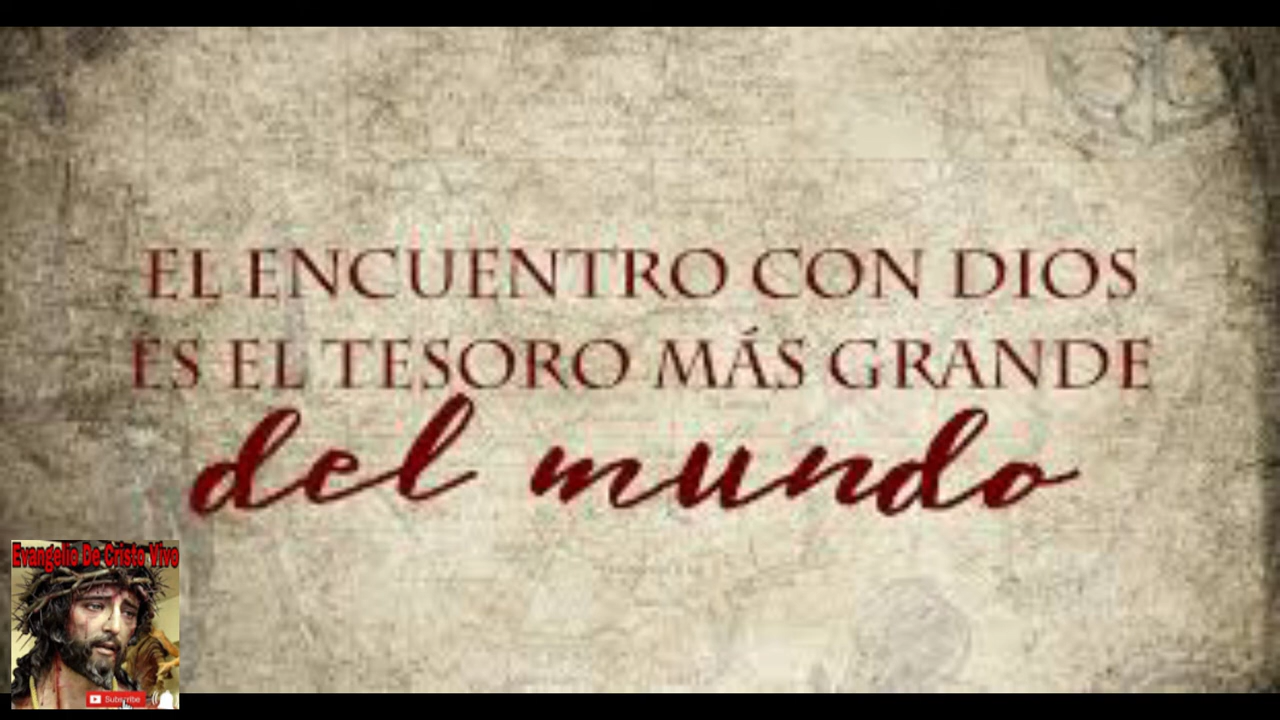 EL ENCUENTRO CON DIOS
ES EL TESORO MÁS GRANDE
del mundo
Evangelio De Cristo Vivo
Subscribe